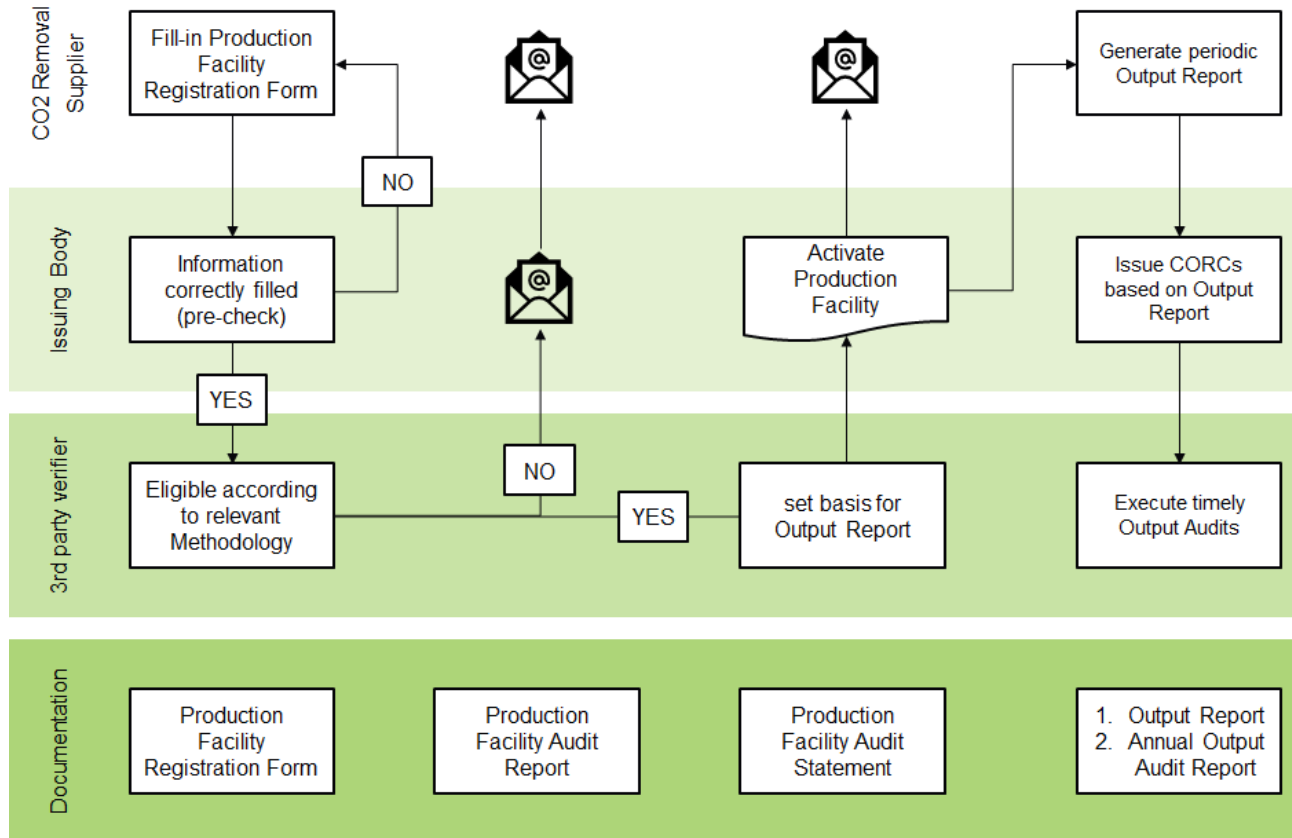 CO2 Removal
Supplier
Fill-in Production
Facility
Registration Form
@
@
Generate periodic
Output Report
NO
Issuing Body
Information
correctly filled
(pre-check)
@
Activate
Production
Facility
Issue CORCs
based on Output
Report
YES
3rd party verifier
Eligible according
to relevant
Methodology
NO
YES
set basis for
Output Report
Execute timely
Output Audits
Documentation
Production
Facility
Registration Form
Production
Facility Audit
Report
Production
Facility Audit
Statement
1. Output Report
2. Annual Output
Audit Report